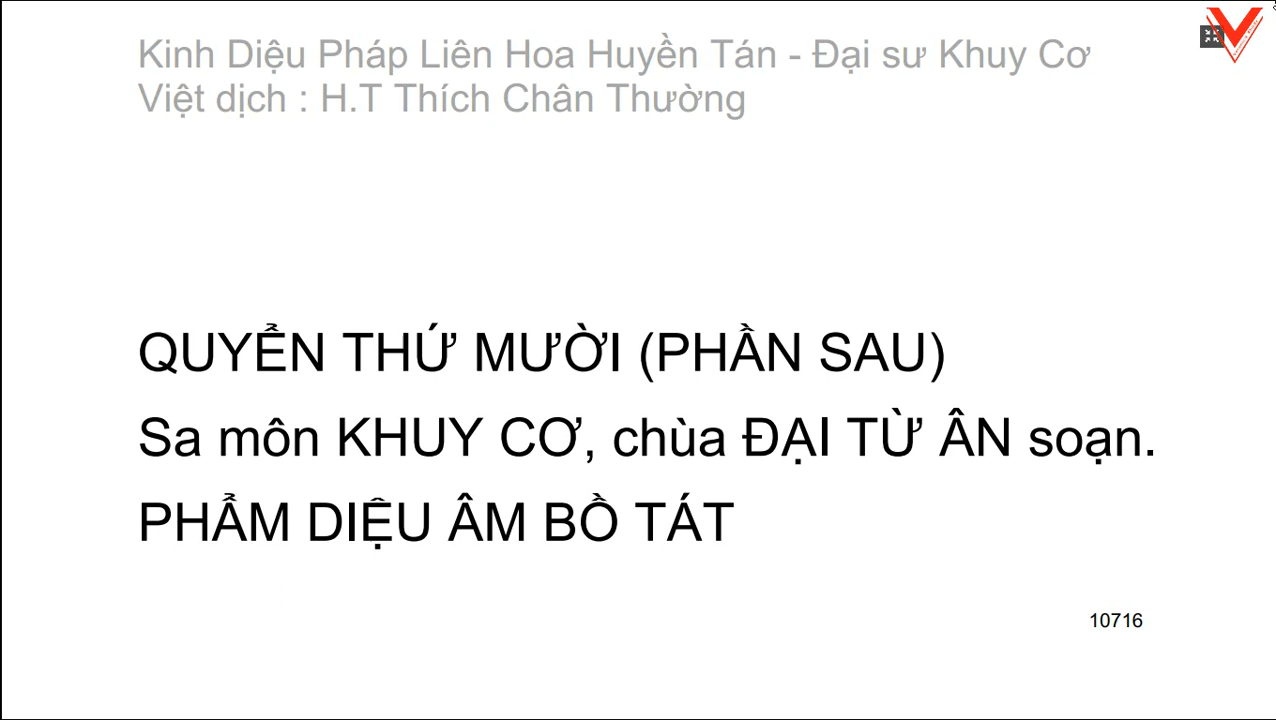 Kinh Diệu Pháp Liên Hoa Huyền Tán - Đại sư Khuy Cơ
Việt dịch : H.T Thích Chân Thường
QUYỂN THỨ MƯỜI (PHẦN SAU)
Sa môn KHUY CƠ, chùa ĐẠI TỪ ÂN soạn.
PHẨM DIỆU ÂM BỒ TÁT
10716